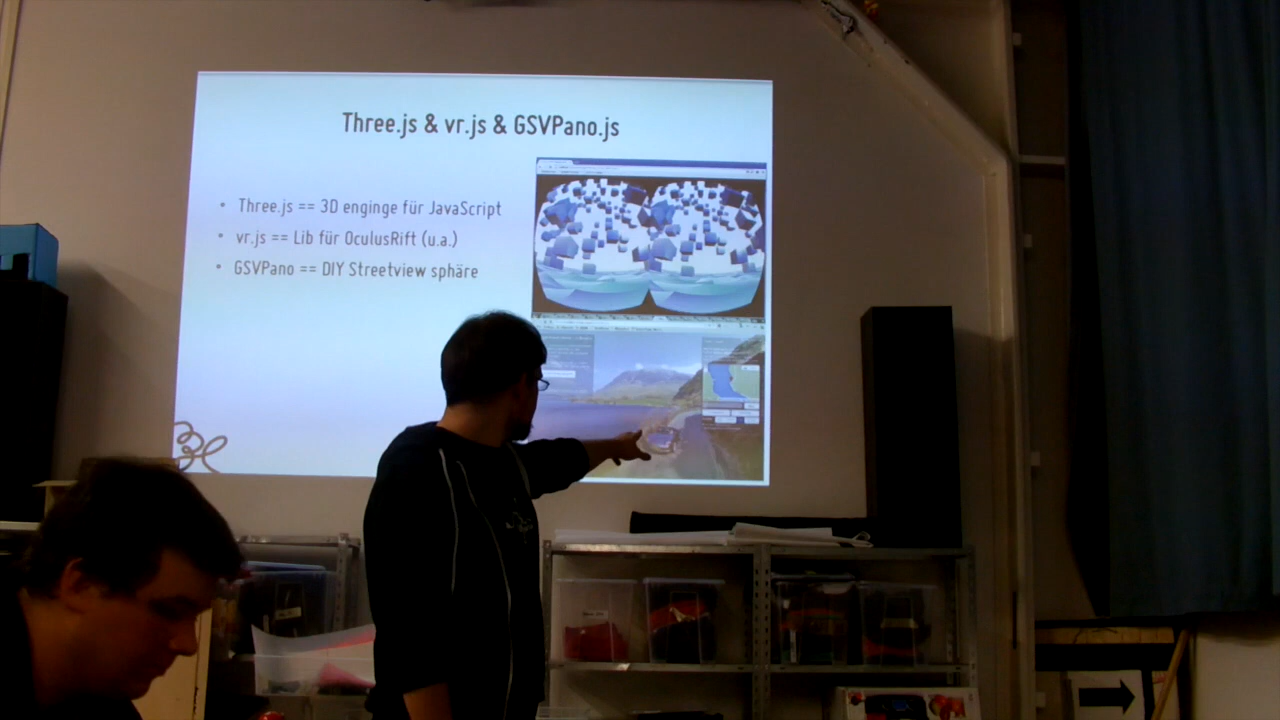 Three.js & vr.js & GSVPano.js
• Three.js == 3D enginge für JavaScript
• vr.js == Lib für OculusRift (u.a.)
• GSVPano == DIY Streetview sphäre